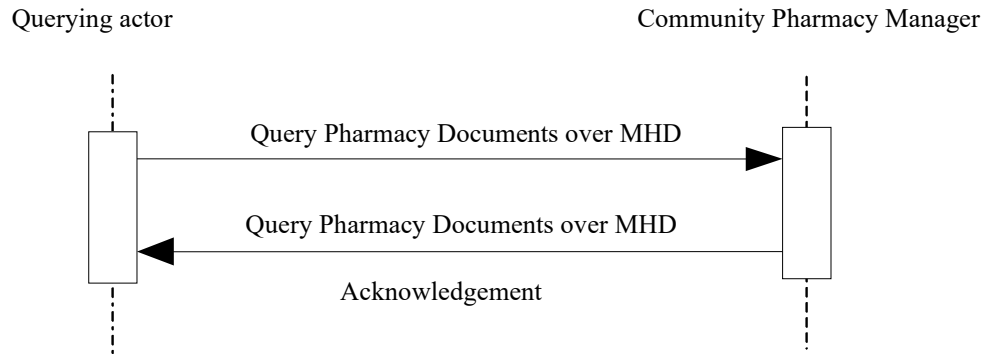 Querying actor
Community Pharmacy Manager
Query Pharmacy Documents over MHD
Query Pharmacy Documents over MHD
Acknowledgement